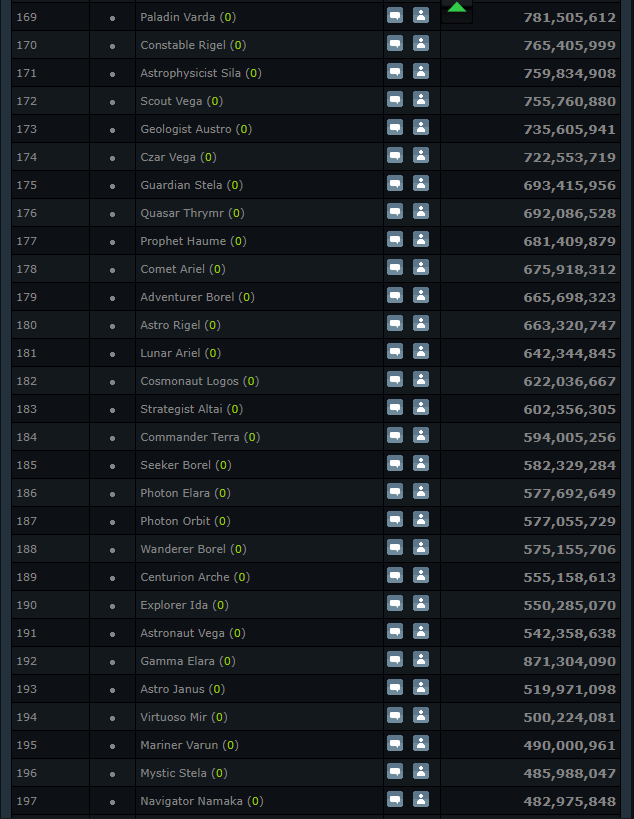 169 Paladin Varda (0) 781,505,612
170 Constable Rigel (0) 765,405,999
171 Astrophysicist Sila (0) 759,834,908
172 Scout Vega (0) 755,760,880
173 Geologist Austro (0) 735,605,941
174 Czar Vega (0) 722,553,719
175 Guardian Stela (0) 693,415,956
176 Quasar Thrymr (0) 692,086,528
177 Prophet Haume (0) 681,409,879
178 Comet Ariel (0) 675,918,312
179 Adventurer Borel (0) 665,698,323
180 Astro Rigel (0) 663,320,747
181 Lunar Ariel (0) 642,344,845
182 Cosmonaut Logos (0) 622,036,667
183 Strategist Altai (0) 602,356,305
184 Commander Terra (0) 594,005,256
185 Seeker Borel (0) 582,329,284
186 Photon Elara (0) 577,692,649
187 Photon Orbit (0) 577,055,729
188 Wanderer Borel (0) 575,155,706
189 Centurion Arche (0) 555,158,613
190 Explorer Ida (0) 550,285,070
191 Astronaut Vega (0) 542,358,638
192 Gamma Elara (0) 871,304,090
193 Astro Janus (0) 519,971,098
194 Virtuoso Mir (0) 500,224,081
195 Mariner Varun (0) 490,000,961
196 Mystic Stela (0) 485,988,047
197 Navigator Namaka (0) 482,975,848